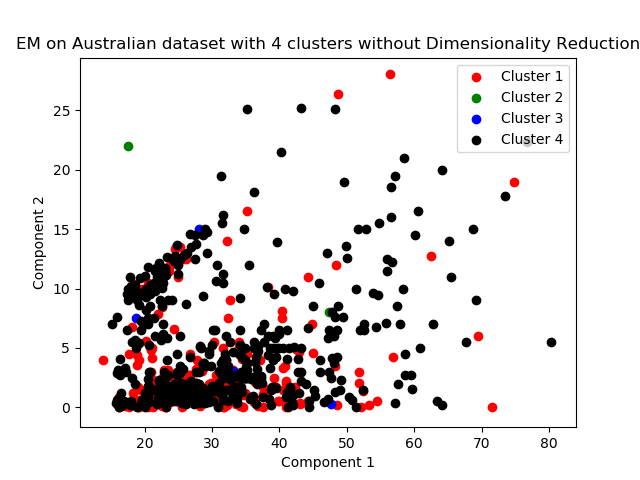 EM on Australian dataset with 4 clusters without Dimensionality Reduction
Cluster 1
Cluster 2
Cluster 3
Cluster 4
25
20
15
10
5
0
Component 2
20 30 40 50 60 70 80
Component 1